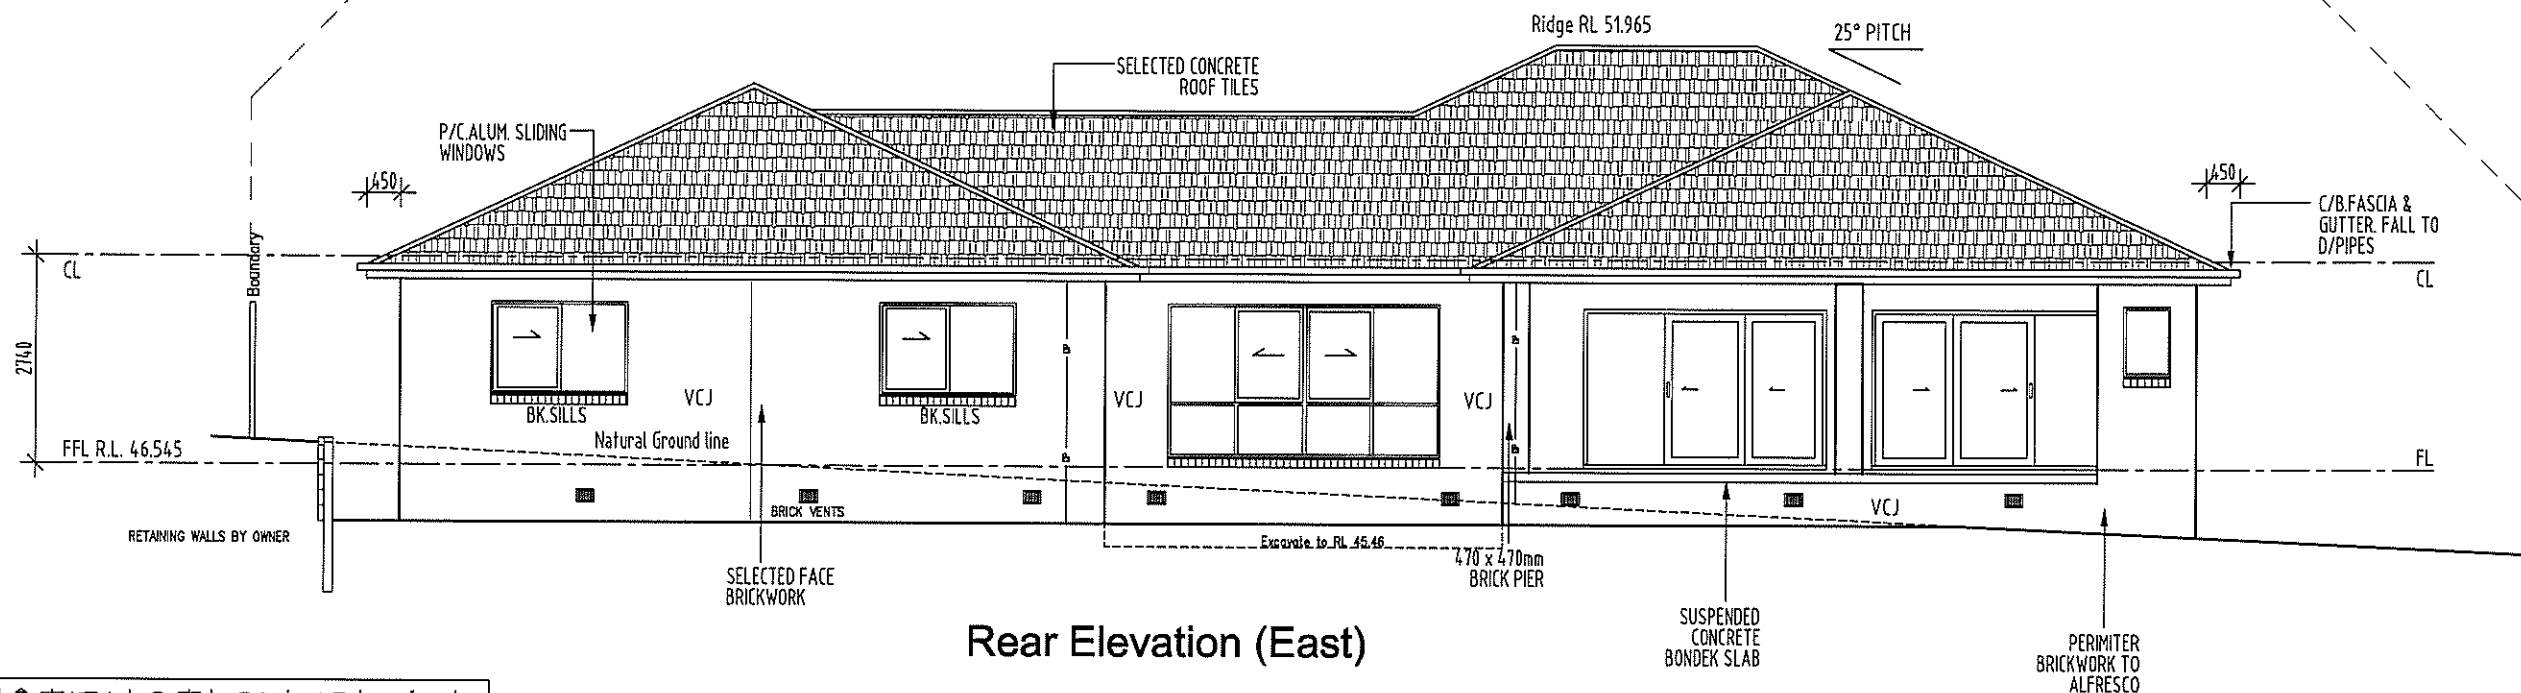 Ridge RL 51.965
25° PITCH
SELECTED CONCRETE
ROOF TILES
P/C.ALUM. SLIDING
WINDOWS
450
450
C/B.FASCIA &
GUTTER. FALL TO
D/PIPES
Boundary
CL
CL
2740
VCJ
VCJ
VCJ
BK.SILLS
BK.SILLS
Natural Ground line
FFL R.L. 46.545
FL
BRICK VENTS
VCJ
RETAINING WALLS BY OWNER
Excavate to RL 45.46
470 x 470mm
BRICK PIER
SELECTED FACE
BRICKWORK
SUSPENDED
CONCRETE
BONDEK SLAB
PERIMITER
BRICKWORK TO
ALFRESCO
Rear Elevation (East)